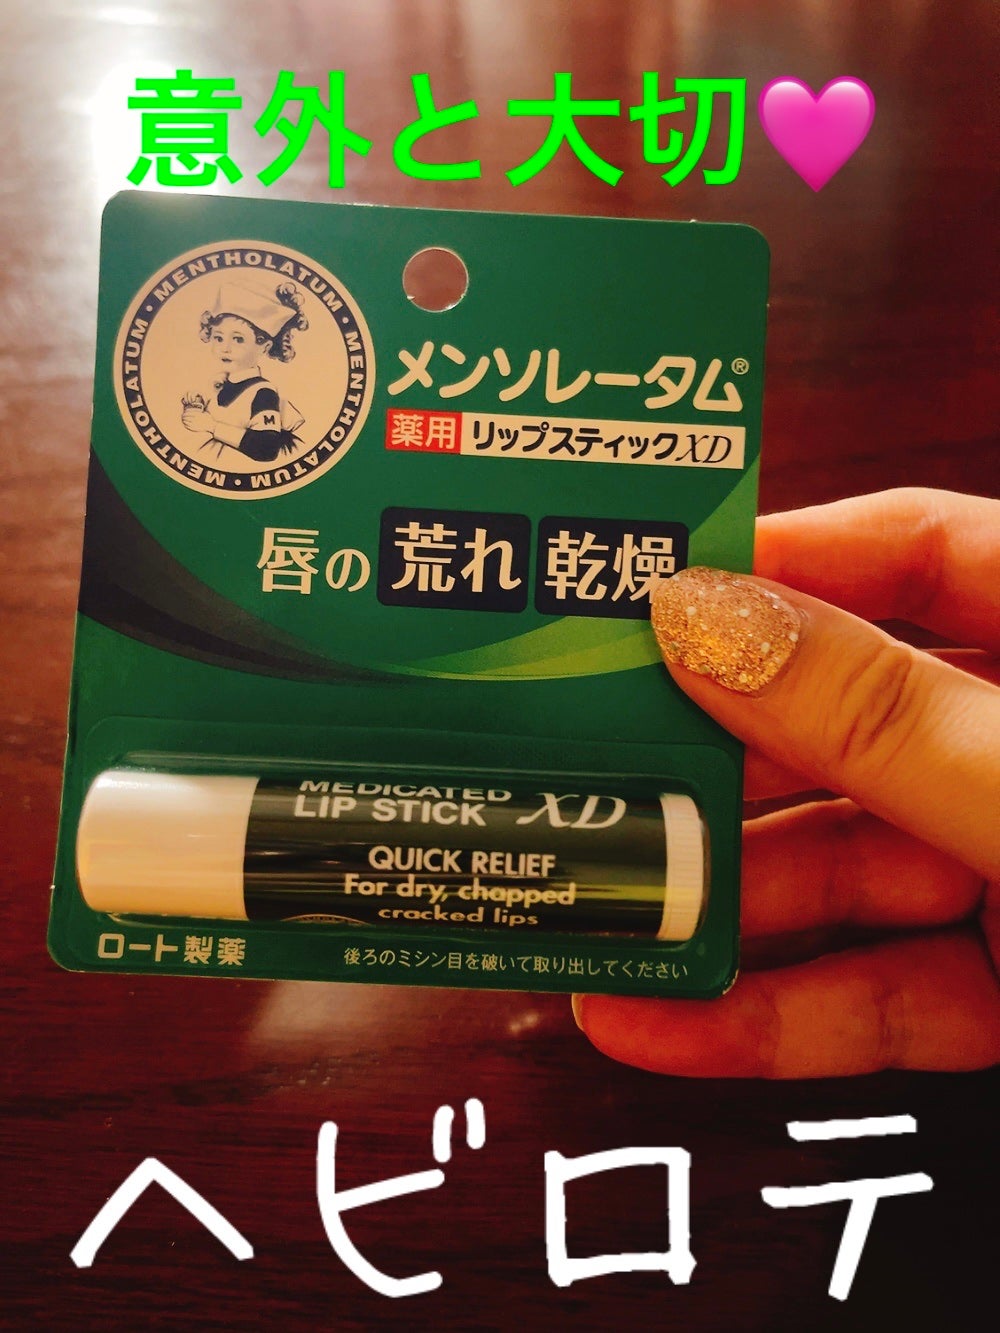 意外と大切🩷
MENTHOLATUM・MENTHOLATUM・MENTHOLATUM・
M
メンソレータム®
薬用 リップスティックXD
唇の 荒れ 乾燥
MEDICATED
LIP STICK XD
QUICK RELIEF
For dry, chapped
cracked lips
ロート製薬
後ろのミシン目を破いて取り出してください
ヘビロテ